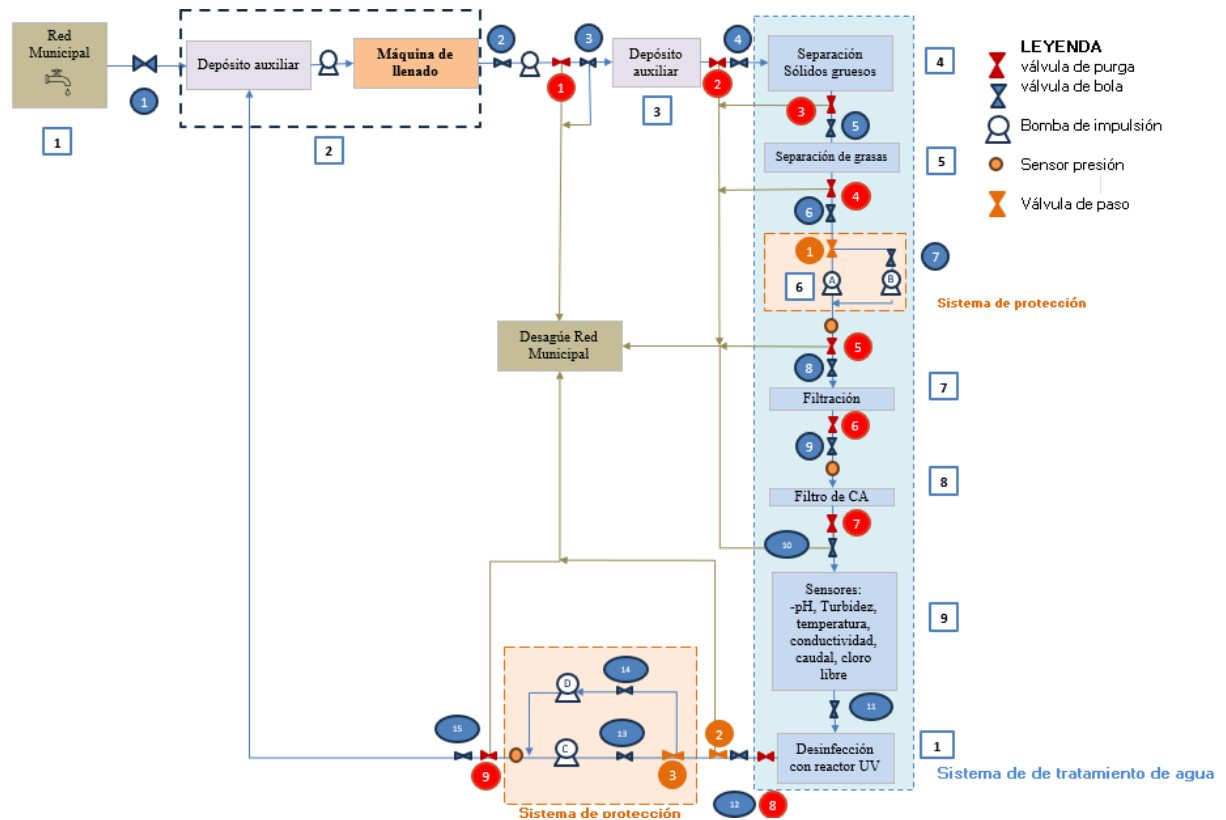 Red
Municipal
1
1
Depósito auxiliar
Máquina de
llenado
2
2
1
3
Depósito
auxiliar
3
4
2
Separación
Sólidos gruesos
4
3
5
Separación de grasas
5
4
6
1
7
6
A
B
Sistema de protección
5
8
Desagúe Red
Municipal
Filtración
7
6
9
Filtro de CA
8
7
10
Sensores:
-pH, Turbidez,
temperatura,
conductividad,
caudal, cloro
libre
9
11
Desinfección
con reactor UV
1
Sistema de de tratamiento de agua
8
12
2
3
13
14
C
D
Sistema de protección
9
15
LEYENDA
válvula de purga
válvula de bola
Bomba de impulsión
Sensor presión
Válvula de paso